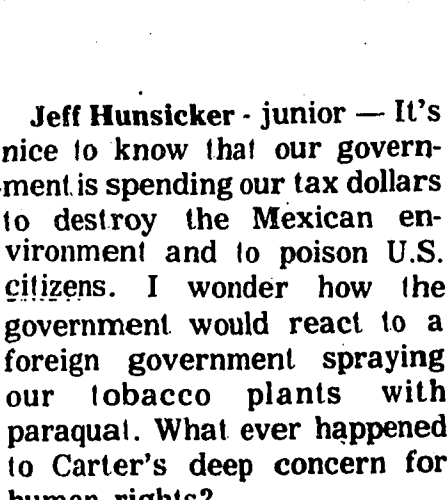 Jeff Hunsicker - junior — It's
nice to know that our govern-
ment is spending our tax dollars
to destroy the Mexican en-
vironment and to poison U.S.
citizens. I wonder how the
government would react to a
foreign government spraying
our tobacco plants with
paraquat. What ever happened
to Carter's deep concern for
human rights?